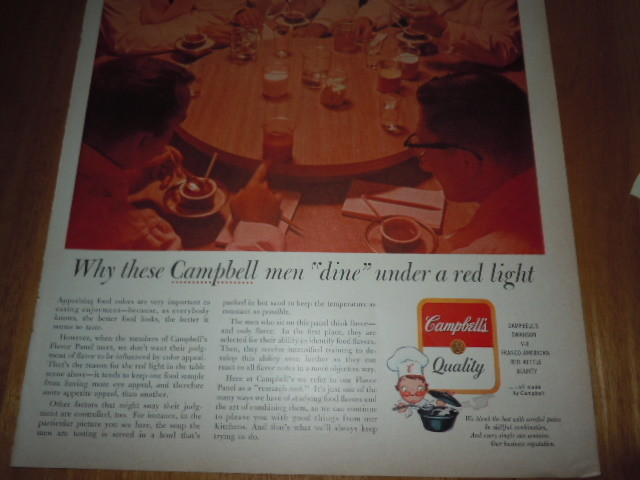 Why these Campbell men "dine" under a red light
Appetizing food colors are very important to
eating enjoyment—because, as everybody
knows, the better food looks, the better it
seems to taste.
However, when the members of Campbell's
Flavor Panel meet, we don't want their judg-
ment of flavor to be influenced by color appeal.
That's the reason for the red light in the table
scene above—it tends to keep one food sample
from having more eye appeal, and therefore
more appetite appeal, than another.
Other factors that might sway their judg-
ment are controlled, too. For instance, in the
particular picture you see here, the soup the
men are tasting is served in a bowl that's
packed in hot sand to keep the temperature as
constant as possible.
The men who sit on this panel think flavor—
and only flavor. In the first place, they are
selected for their ability to identify food flavors.
Then, they receive intensified training to de-
velop this ability even further so they can
react to all flavor notes in a most objective way.
Here at Campbell's we refer to our Flavor
Panel as a "research tool." It's just one of the
many ways we have of studying food flavors and
the art of combining them, so we can continue
to please you with good things from our
Kitchens. And that's what we'll always keep
trying to do.
Campbell's
Quality
CAMPBELL'S
SWANSON
V-8
FRANCO-AMERICAN
RED KETTLE
BOUNTY
...all made
by Campbell
We blend the best with careful pains
In skillful combination,
And every single can contains
Our business reputation.